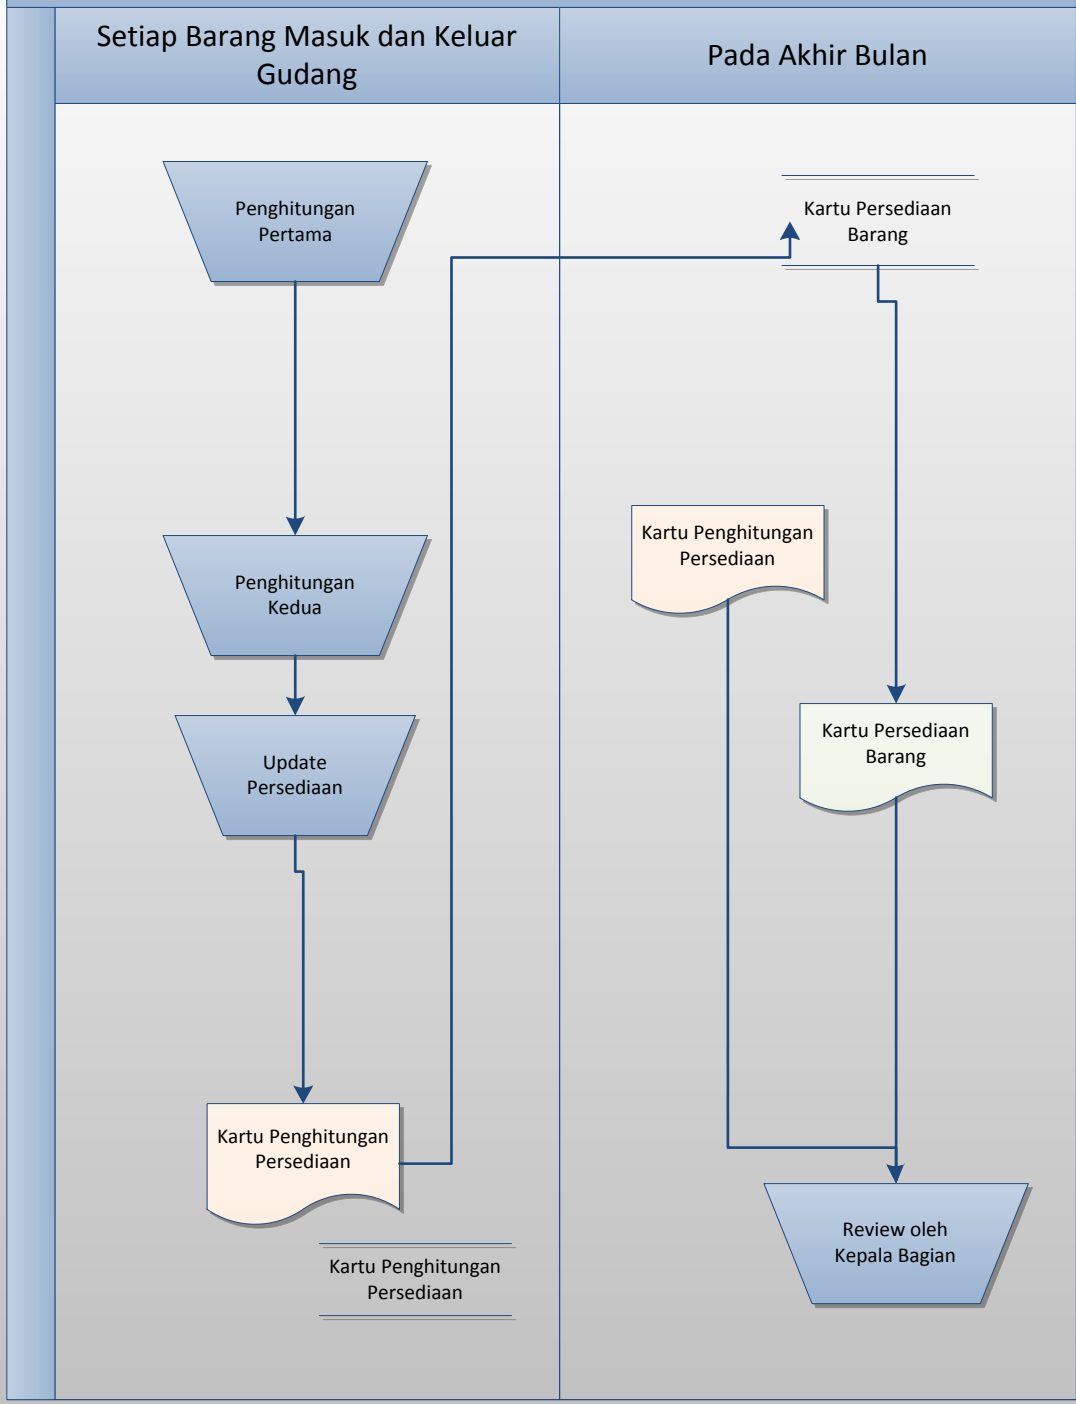 Setiap Barang Masuk dan Keluar
Gudang
Pada Akhir Bulan
Penghitungan
Pertama
Kartu Persediaan
Barang
Kartu Penghitungan
Persediaan
Penghitungan
Kedua
Kartu Persediaan
Barang
Update
Persediaan
Kartu Penghitungan
Persediaan
Review oleh
Kepala Bagian
Kartu Penghitungan
Persediaan